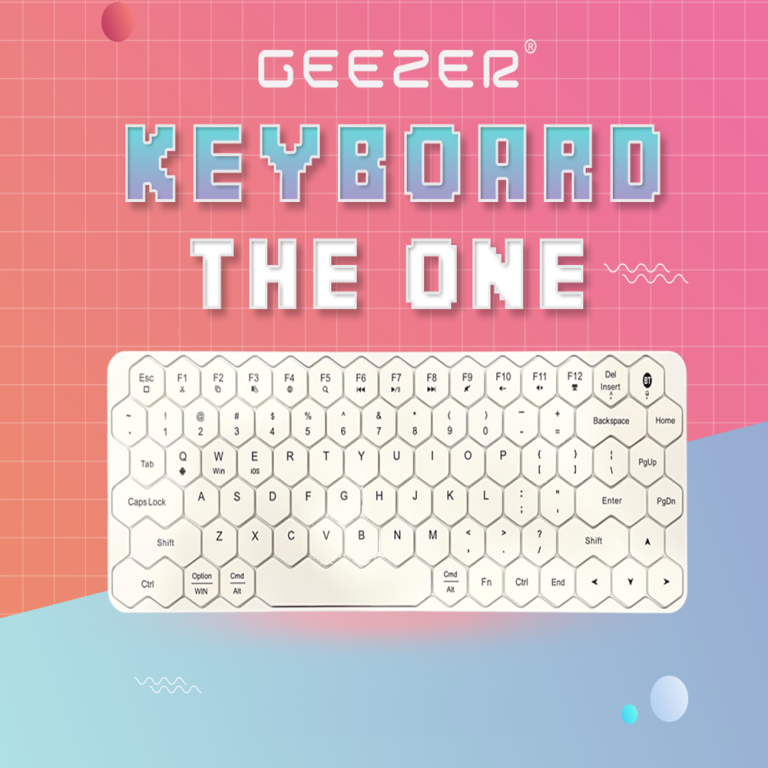 GEEZER®
KEYBOARD
THE ONE
Esc F1 F2 F3 F4 F5 F6 F7 F8 F9 F10 F11 F12 Del Insert BT
~ ` ! 1 @ 2 # 3 $ 4 % 5 ^ 6 & 7 * 8 ( 9 ) 0 — - + = Backspace Home
Tab Q W Win E iOS R T Y U I O P { [ } ] ¦ \ PgUp
Caps Lock A S D F G H J K L : ; " ' Enter PgDn
Shift Z X C V B N M < , > . ? / Shift
Ctrl Option WIN Cmd Alt Cmd Alt Fn Ctrl End